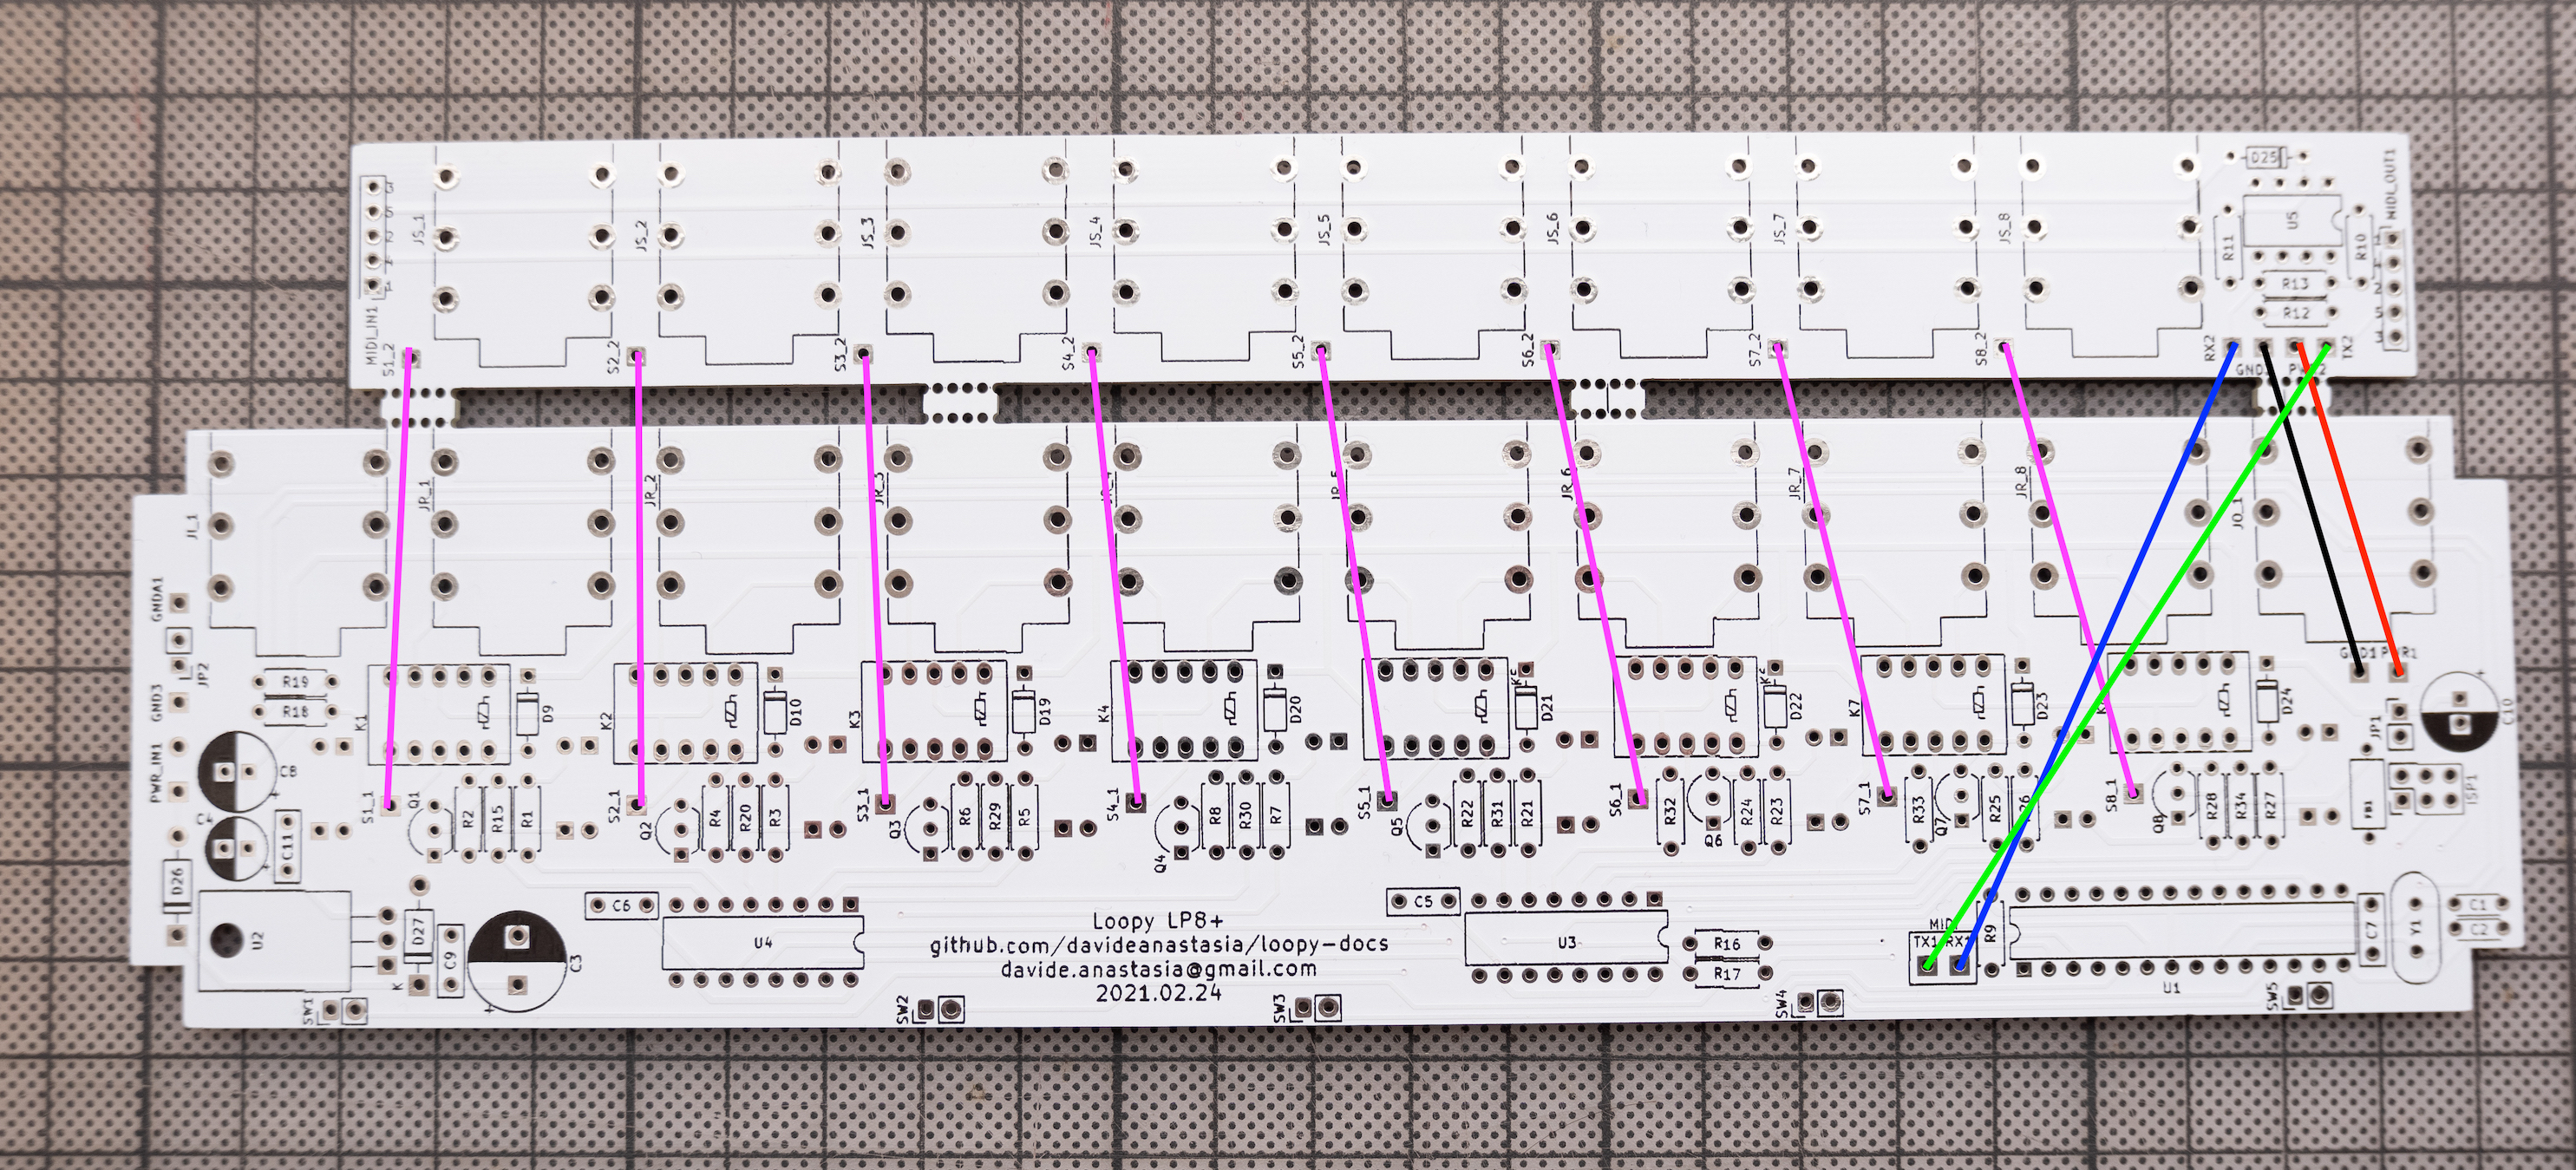 D25
MIDI_OUT1
JS_1
JS_2
JS_3
JS_4
JS_5
JS_6
JS_7
JS_8
U5
R11
R10
R13
R12
MIDI_IN1
S1_2
S2_2
S3_2
S4_2
S5_2
S6_2
S7_2
S8_2
RX2
TX2
JI_1
JR_1
JR_2
JR_6
JR_7
JR_8
JO_1
GNDA1
JP2
GND3
PWR_IN1
R19
R18
K1
D9
K2
D10
K3
D19
K4
D20
D21
D22
K7
D23
D24
JP1
C10
C8
C11
S1_1
Q1
R2
R15
R1
S2_1
Q2
R4
R20
R3
S3_1
Q3
R6
R29
R5
S4_1
Q4
R8
R30
R7
S5_1
Q5
R22
R31
R21
S6_1
R32
Q6
R24
R23
S7_1
R33
Q7
R25
S8_1
Q8
R28
R34
R27
FB1
ISP1
D26
U2
K
D27
C9
C3
C6
U4
Loopy LP8+
github.com/davideanastasia/loopy-docs
davide.anastasia@gmail.com
2021.02.24
C5
U3
R16
R17
TX1
R9
U1
C7
Y1
C1
C2
SW1
SW2
SW3
SW4
SW5